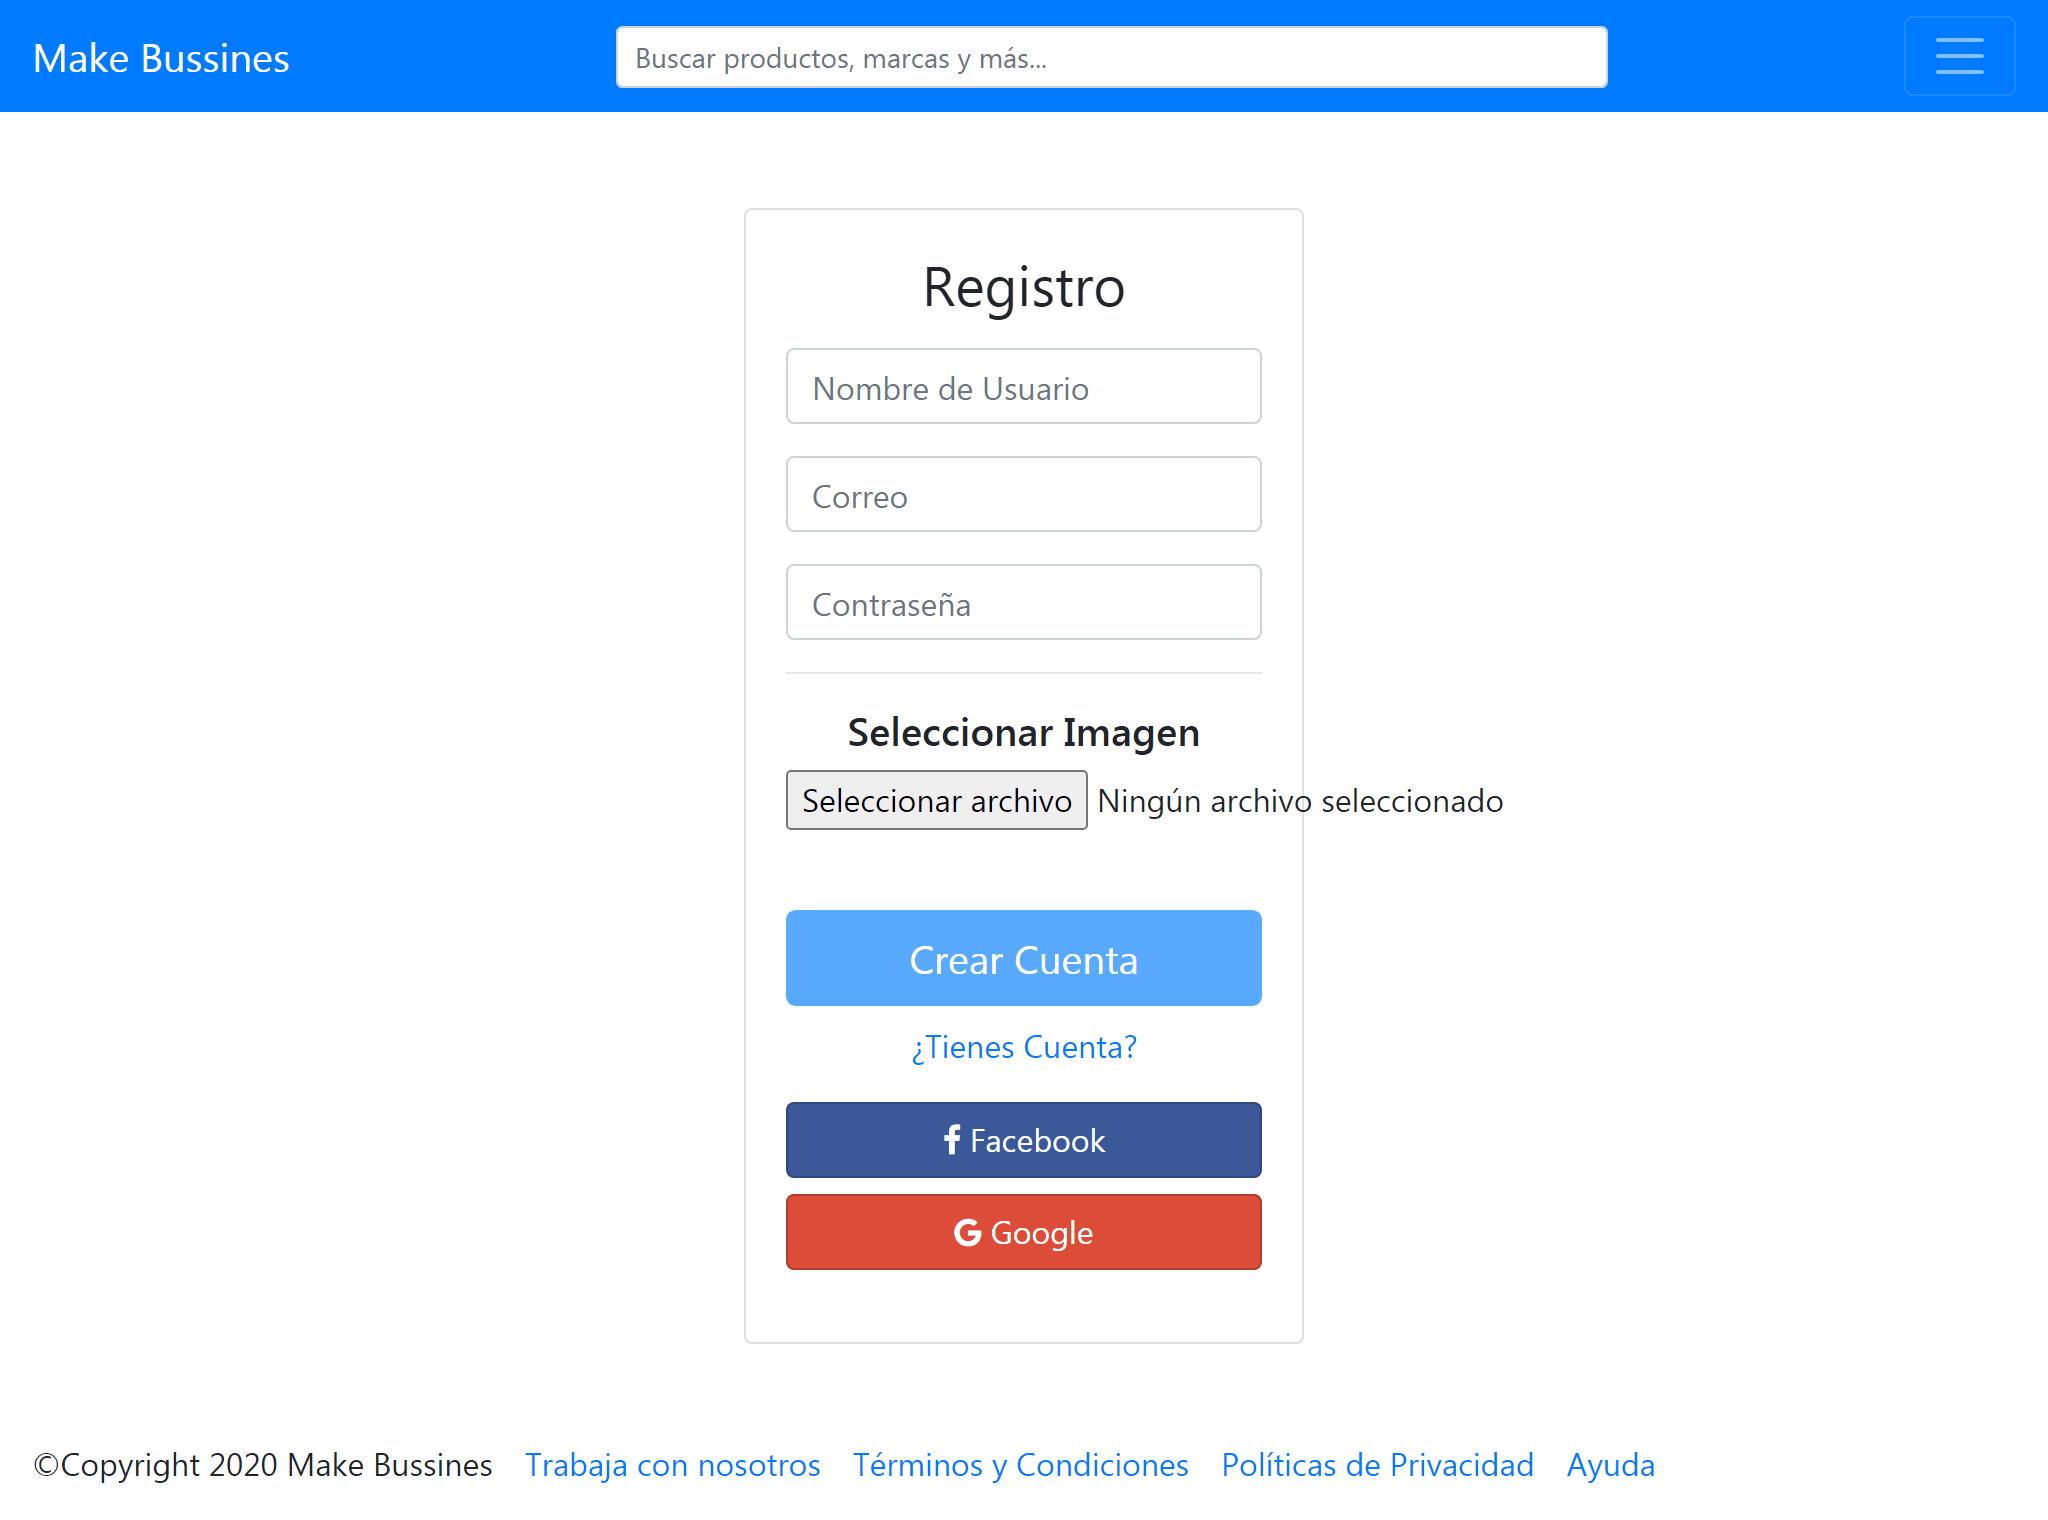 Make Bussines
Buscar productos, marcas y más...
Registro
Nombre de Usuario
Correo
Contraseña
Seleccionar Imagen
Seleccionar archivo Ningún archivo seleccionado
Crear Cuenta
¿Tienes Cuenta?
Facebook
Google
©Copyright 2020 Make Bussines Trabaja con nosotros Términos y Condiciones Políticas de Privacidad Ayuda